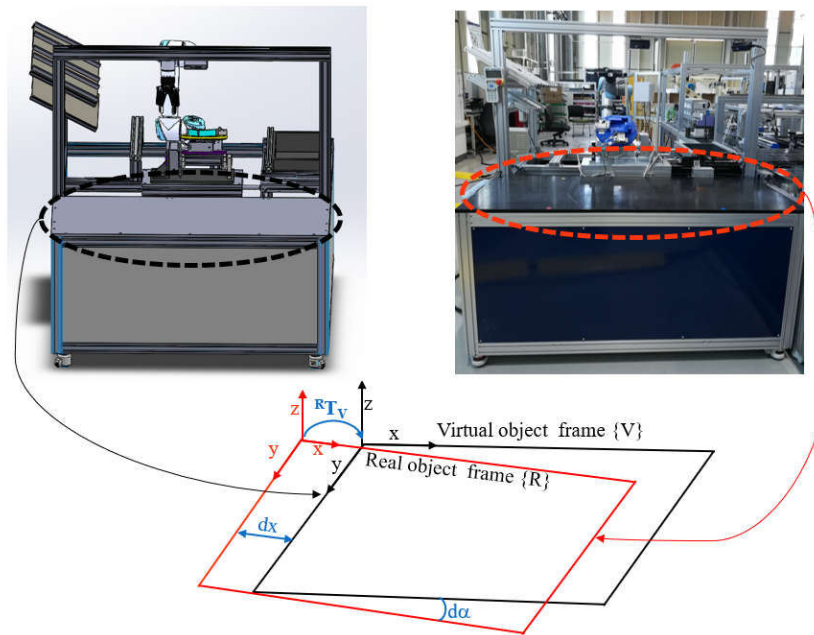 z
ᴿTᵥ
z
x
Virtual object frame {V}
y
x
y
Real object frame {R}
dx
dα